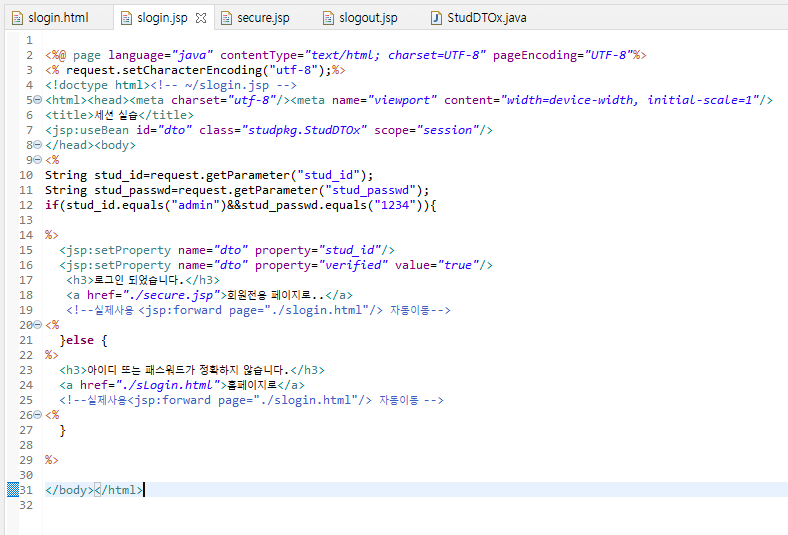 slogin.html slogin.jsp secure.jsp slogout.jsp StudDTOx.java
1
2 <%@ page language="java" contentType="text/html; charset=UTF-8" pageEncoding="UTF-8"%>
3 <% request.setCharacterEncoding("utf-8");%>
4 <!doctype html><!-- ~/slogin.jsp -->
5 <html><head><meta charset="utf-8"/><meta name="viewport" content="width=device-width, initial-scale=1"/>
6 <title>세션 실습</title>
7 <jsp:useBean id="dto" class="studpkg.StudDTOx" scope="session"/>
8 </head><body>
9 <%
10 String stud_id=request.getParameter("stud_id");
11 String stud_passwd=request.getParameter("stud_passwd");
12 if(stud_id.equals("admin")&&stud_passwd.equals("1234")){
13
14 %>
15 <jsp:setProperty name="dto" property="stud_id"/>
16 <jsp:setProperty name="dto" property="verified" value="true"/>
17 <h3>로그인 되었습니다.</h3>
18 <a href="./secure.jsp">회원전용 페이지로..</a>
19 <!--실제사용 <jsp:forward page="./slogin.html"/> 자동이동-->
20 <%
21 }else {
22 %>
23 <h3>아이디 또는 패스워드가 정확하지 않습니다.</h3>
24 <a href="./sLogin.html">홈페이지로</a>
25 <!--실제사용<jsp:forward page="./slogin.html"/> 자동이동 -->
26 <%
27 }
28
29 %>
30
31 </body></html>
32